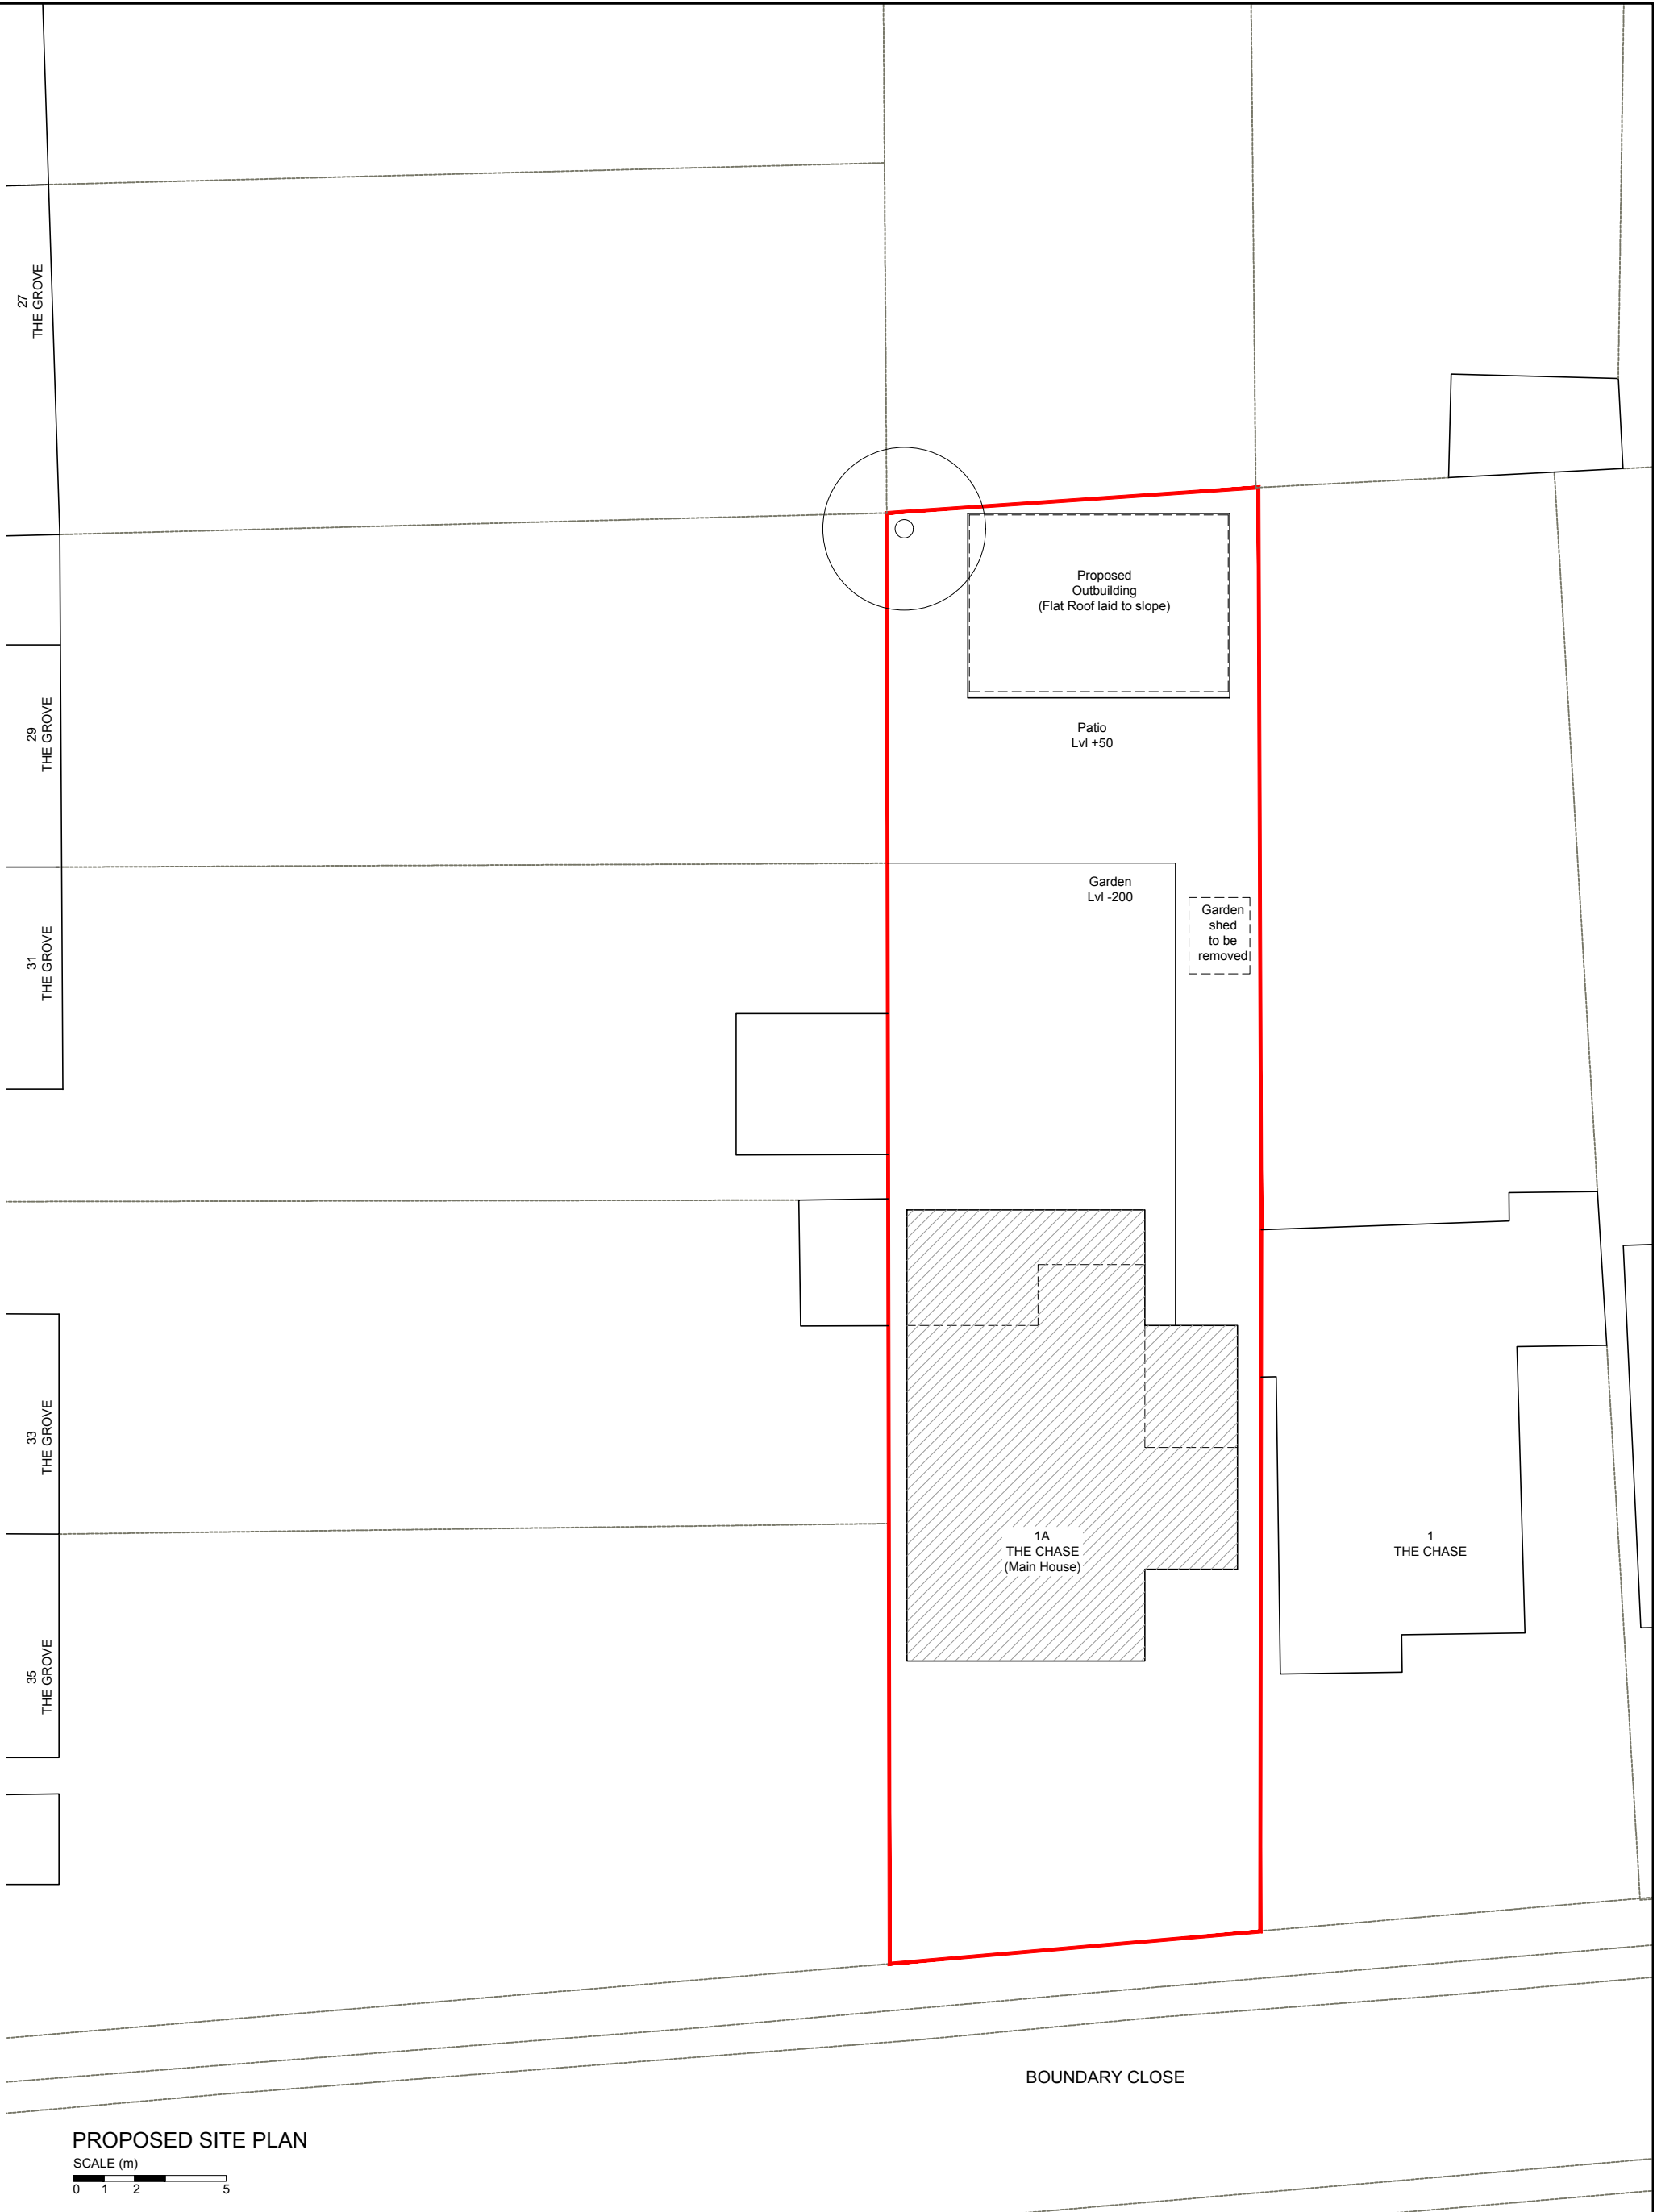 27
THE GROVE
Proposed
Outbuilding
(Flat Roof laid to slope)
29
THE GROVE
Patio
Lvl +50
Garden
Lvl -200
Garden
shed
to be
removed
31
THE GROVE
33
THE GROVE
1A
THE CHASE
(Main House)
1
THE CHASE
35
THE GROVE
BOUNDARY CLOSE
PROPOSED SITE PLAN
SCALE (m)
0 1 2 5